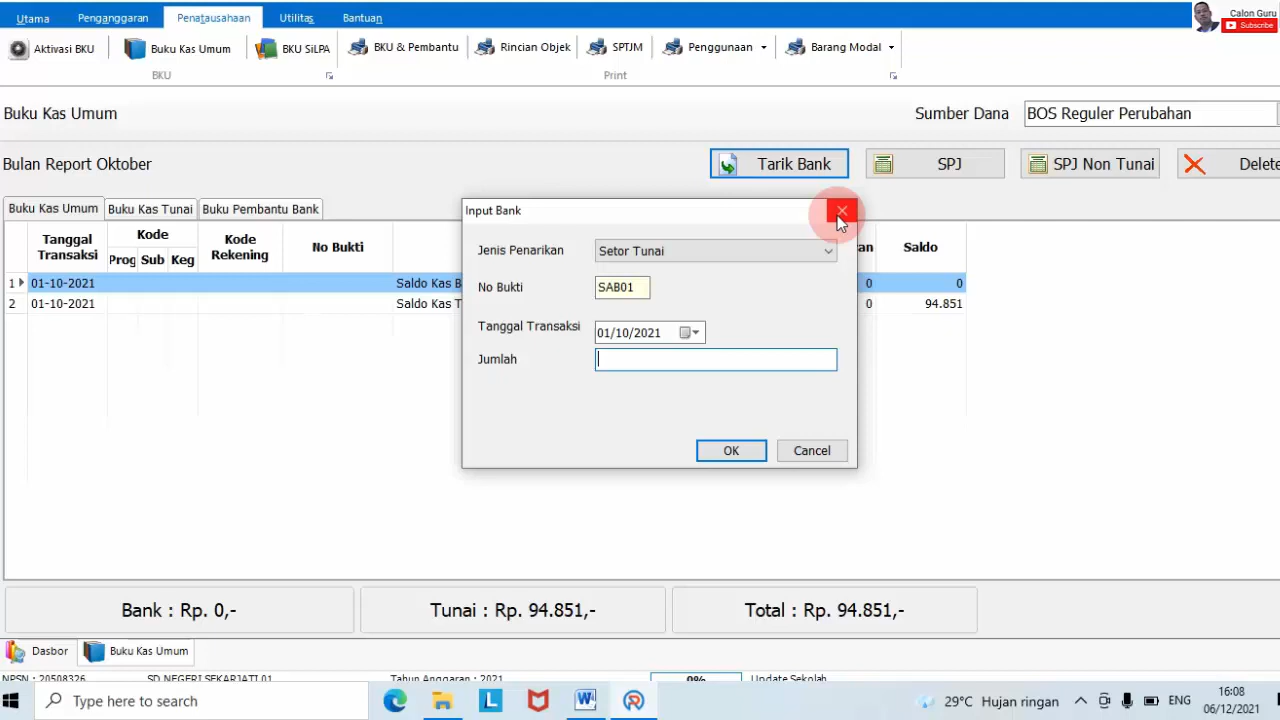 Utama Penganggaran Penatausahaan Utilitas Bantuan
Calon Guru
Subscribe
Aktivasi BKU Buku Kas Umum BKU SiLPA BKU & Pembantu Rincian Objek SPTJM Penggunaan Barang Modal
BKU Print
Buku Kas Umum Sumber Dana BOS Reguler Perubahan
Bulan Report Oktober Tarik Bank SPJ SPJ Non Tunai Delete
Buku Kas Umum Buku Kas Tunai Buku Pembantu Bank
Tanggal Transaksi Kode Prog Sub Keg Kode Rekening No Bukti an Saldo
1 01-10-2021 Saldo Kas B 0 0
2 01-10-2021 Saldo Kas T 0 94.851
Input Bank
Jenis Penarikan Setor Tunai
No Bukti SAB01
Tanggal Transaksi 01/10/2021
Jumlah
OK Cancel
Bank : Rp. 0,- Tunai : Rp. 94.851,- Total : Rp. 94.851,-
Dasbor Buku Kas Umum
NPSN : 20508326 SD NEGERI SEKARJATI 01 Tahun Anggaran : 2021 0% Update Sekolah
Type here to search W 29°C Hujan ringan ENG 16:08
06/12/2021